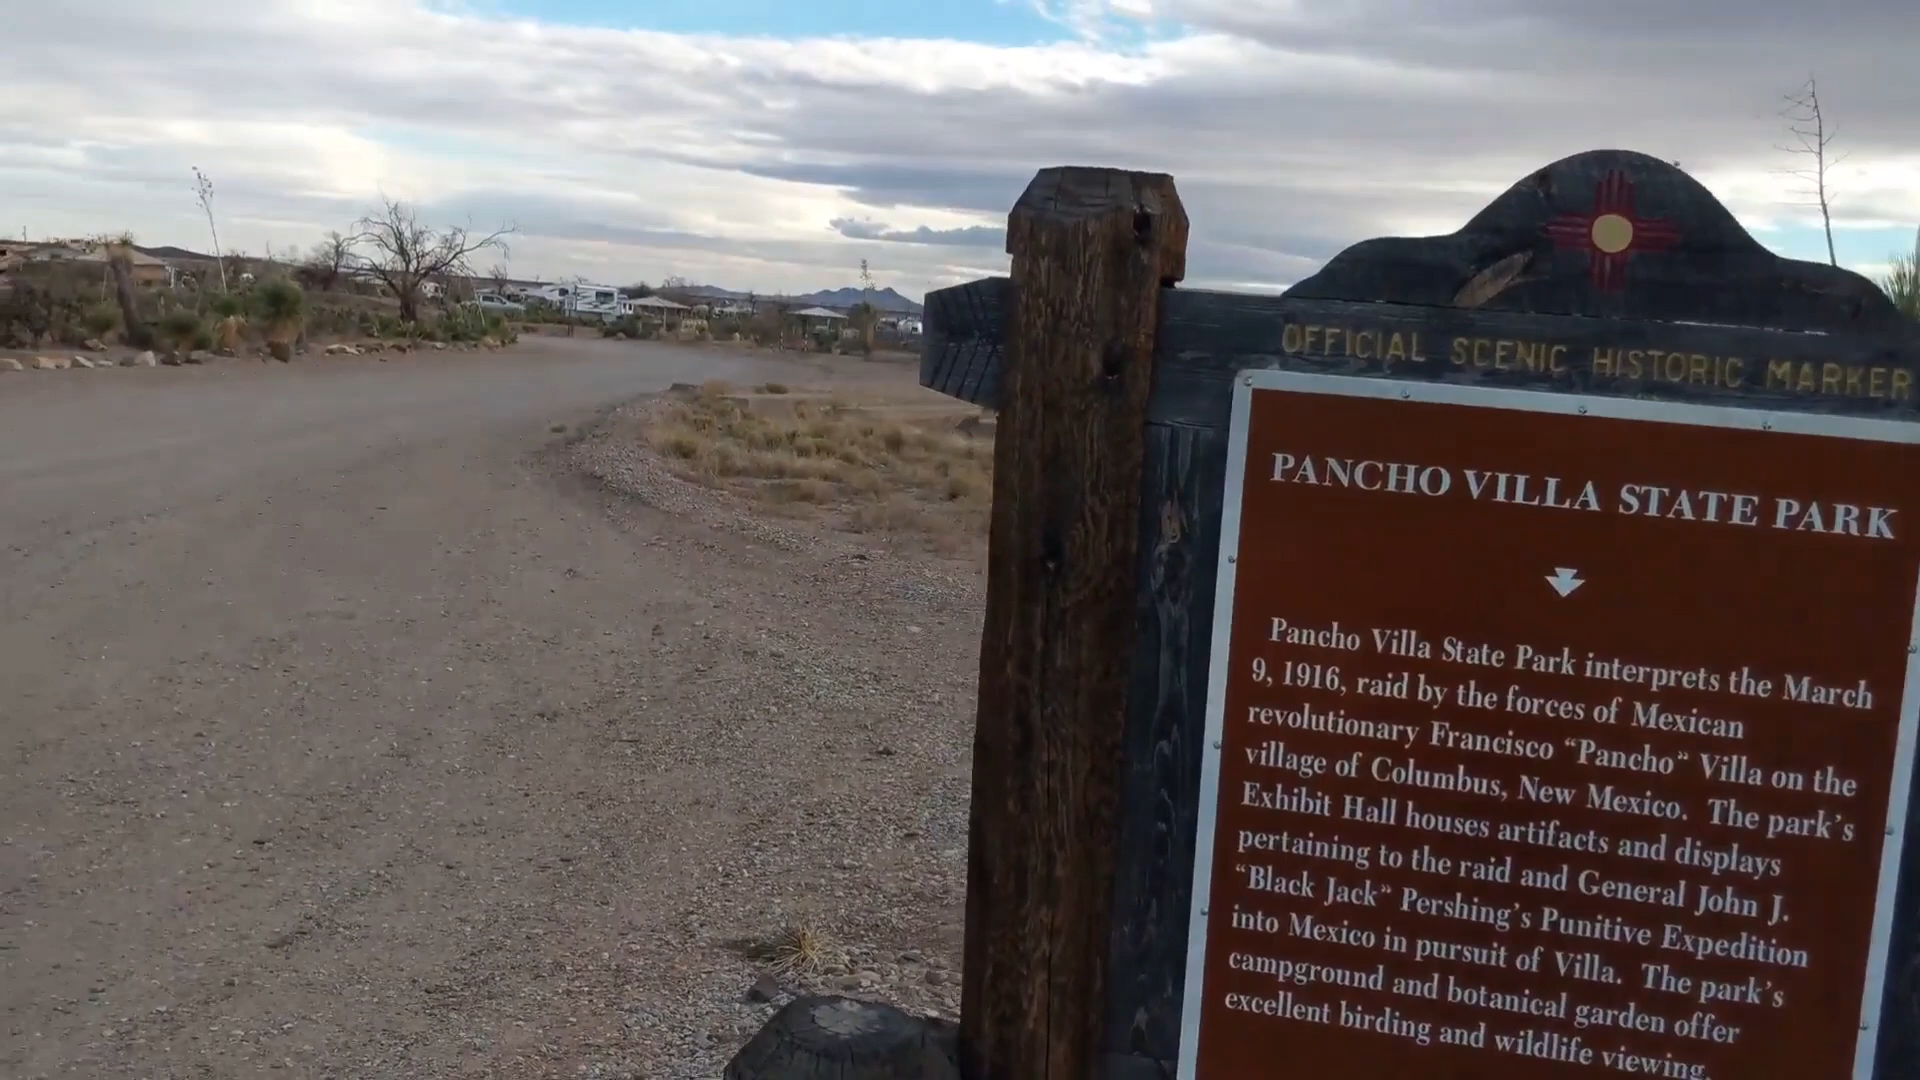 OFFICIAL SCENIC HISTORIC MARKER
PANCHO VILLA STATE PARK
Pancho Villa State Park interprets the March
9, 1916, raid by the forces of Mexican
revolutionary Francisco “Pancho” Villa on the
village of Columbus, New Mexico. The park’s
Exhibit Hall houses artifacts and displays
pertaining to the raid and General John J.
“Black Jack” Pershing’s Punitive Expedition
into Mexico in pursuit of Villa. The park’s
campground and botanical garden offer
excellent birding and wildlife viewing.